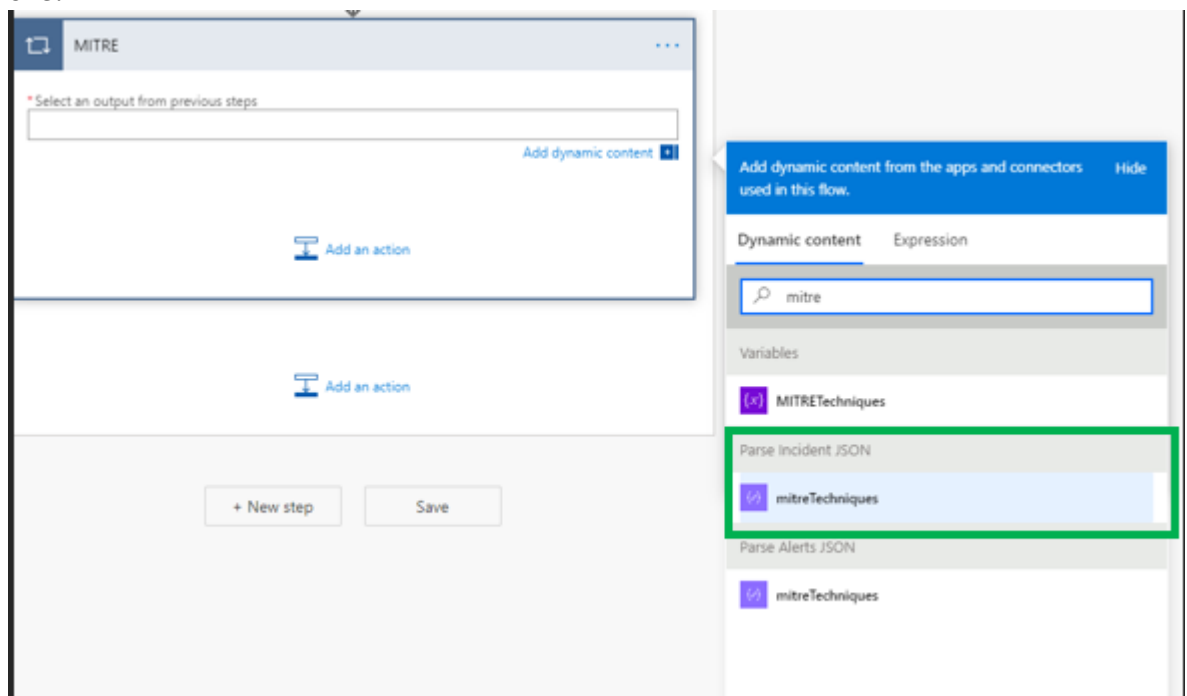 MITRE
* Select an output from previous steps
Add dynamic content
Add an action
Add an action
+ New step
Save
Add dynamic content from the apps and connectors
used in this flow.
Hide
Dynamic content
Expression
mitre
Variables
{x} MITRETechniques
Parse Incident JSON
mitreTechniques
Parse Alerts JSON
mitreTechniques